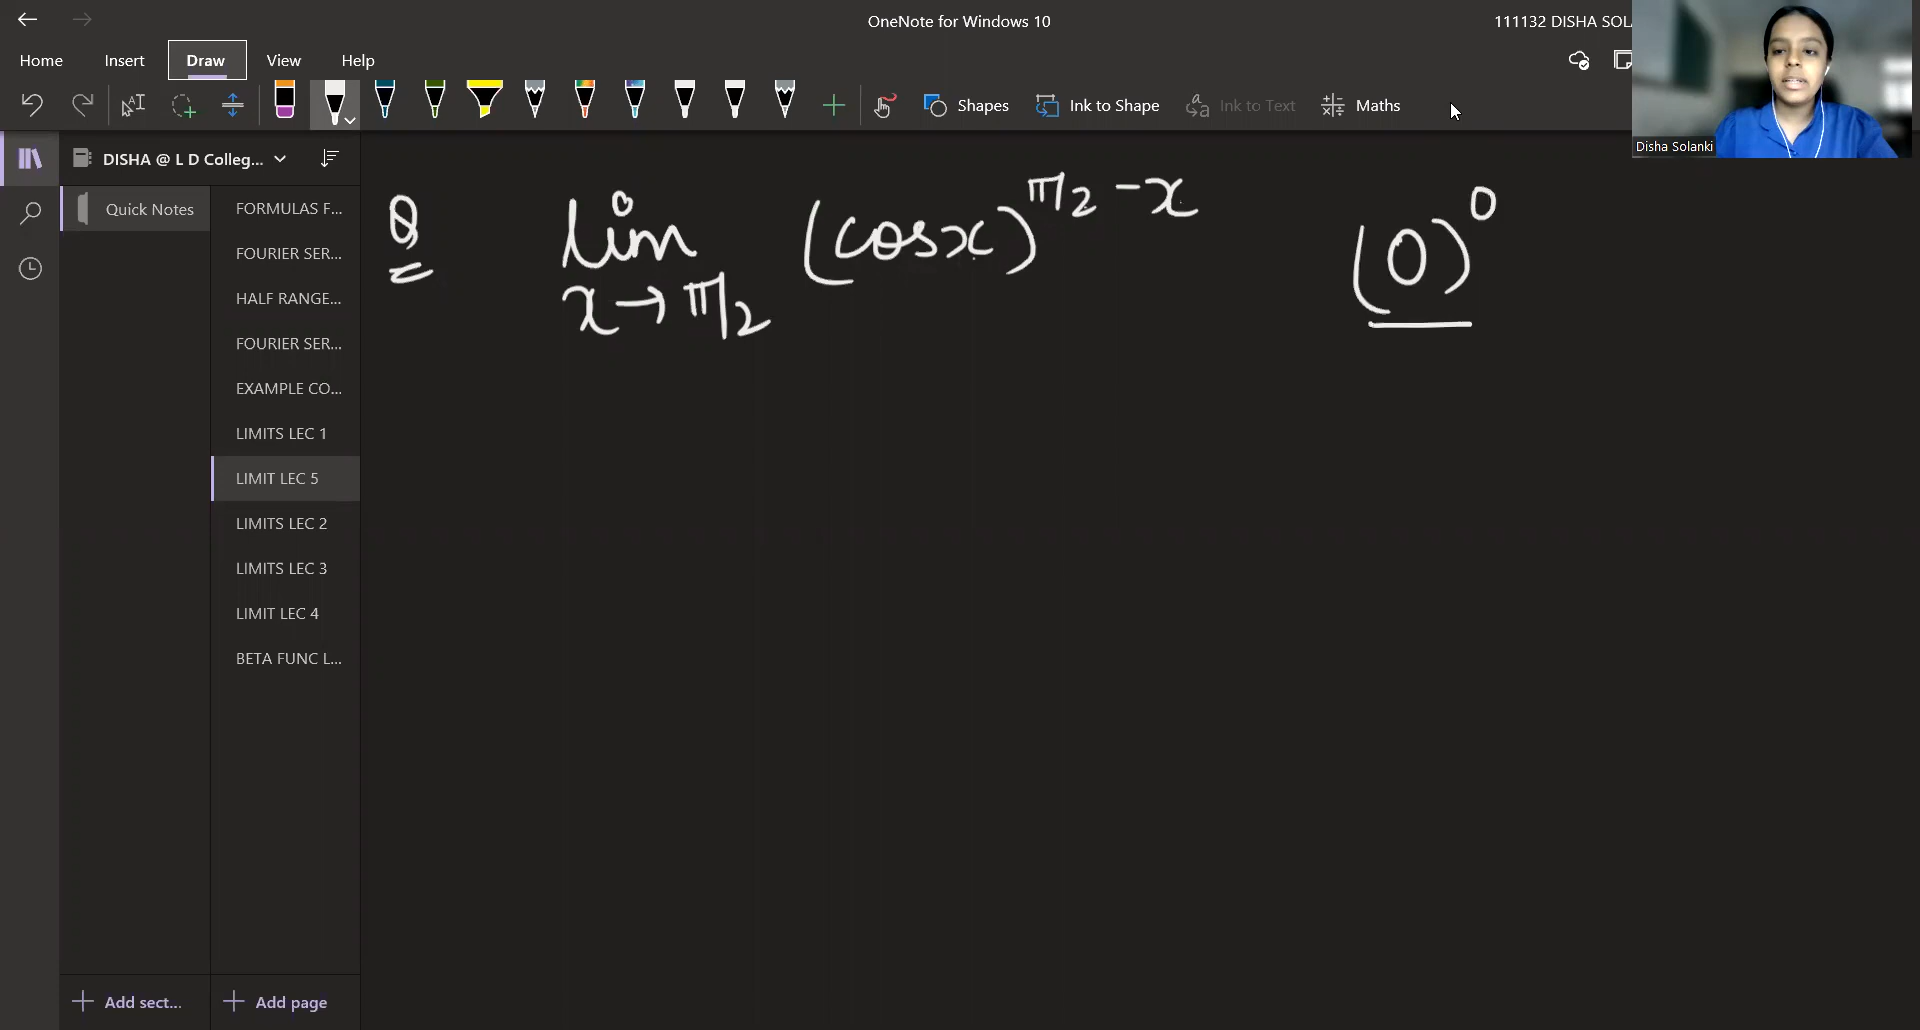 OneNote for Windows 10
111132 DISHA SOLA
Home Insert Draw View Help
Shapes Ink to Shape Ink to Text Maths
Disha Solanki
DISHA @ L D Colleg...
Quick Notes
FORMULAS F...
FOURIER SER...
HALF RANGE...
FOURIER SER...
EXAMPLE CO...
LIMITS LEC 1
LIMIT LEC 5
LIMITS LEC 2
LIMITS LEC 3
LIMIT LEC 4
BETA FUNC L...
Add sect...
Add page
Q lim (cosx)^π/2 -x (0)^0
x → π/2